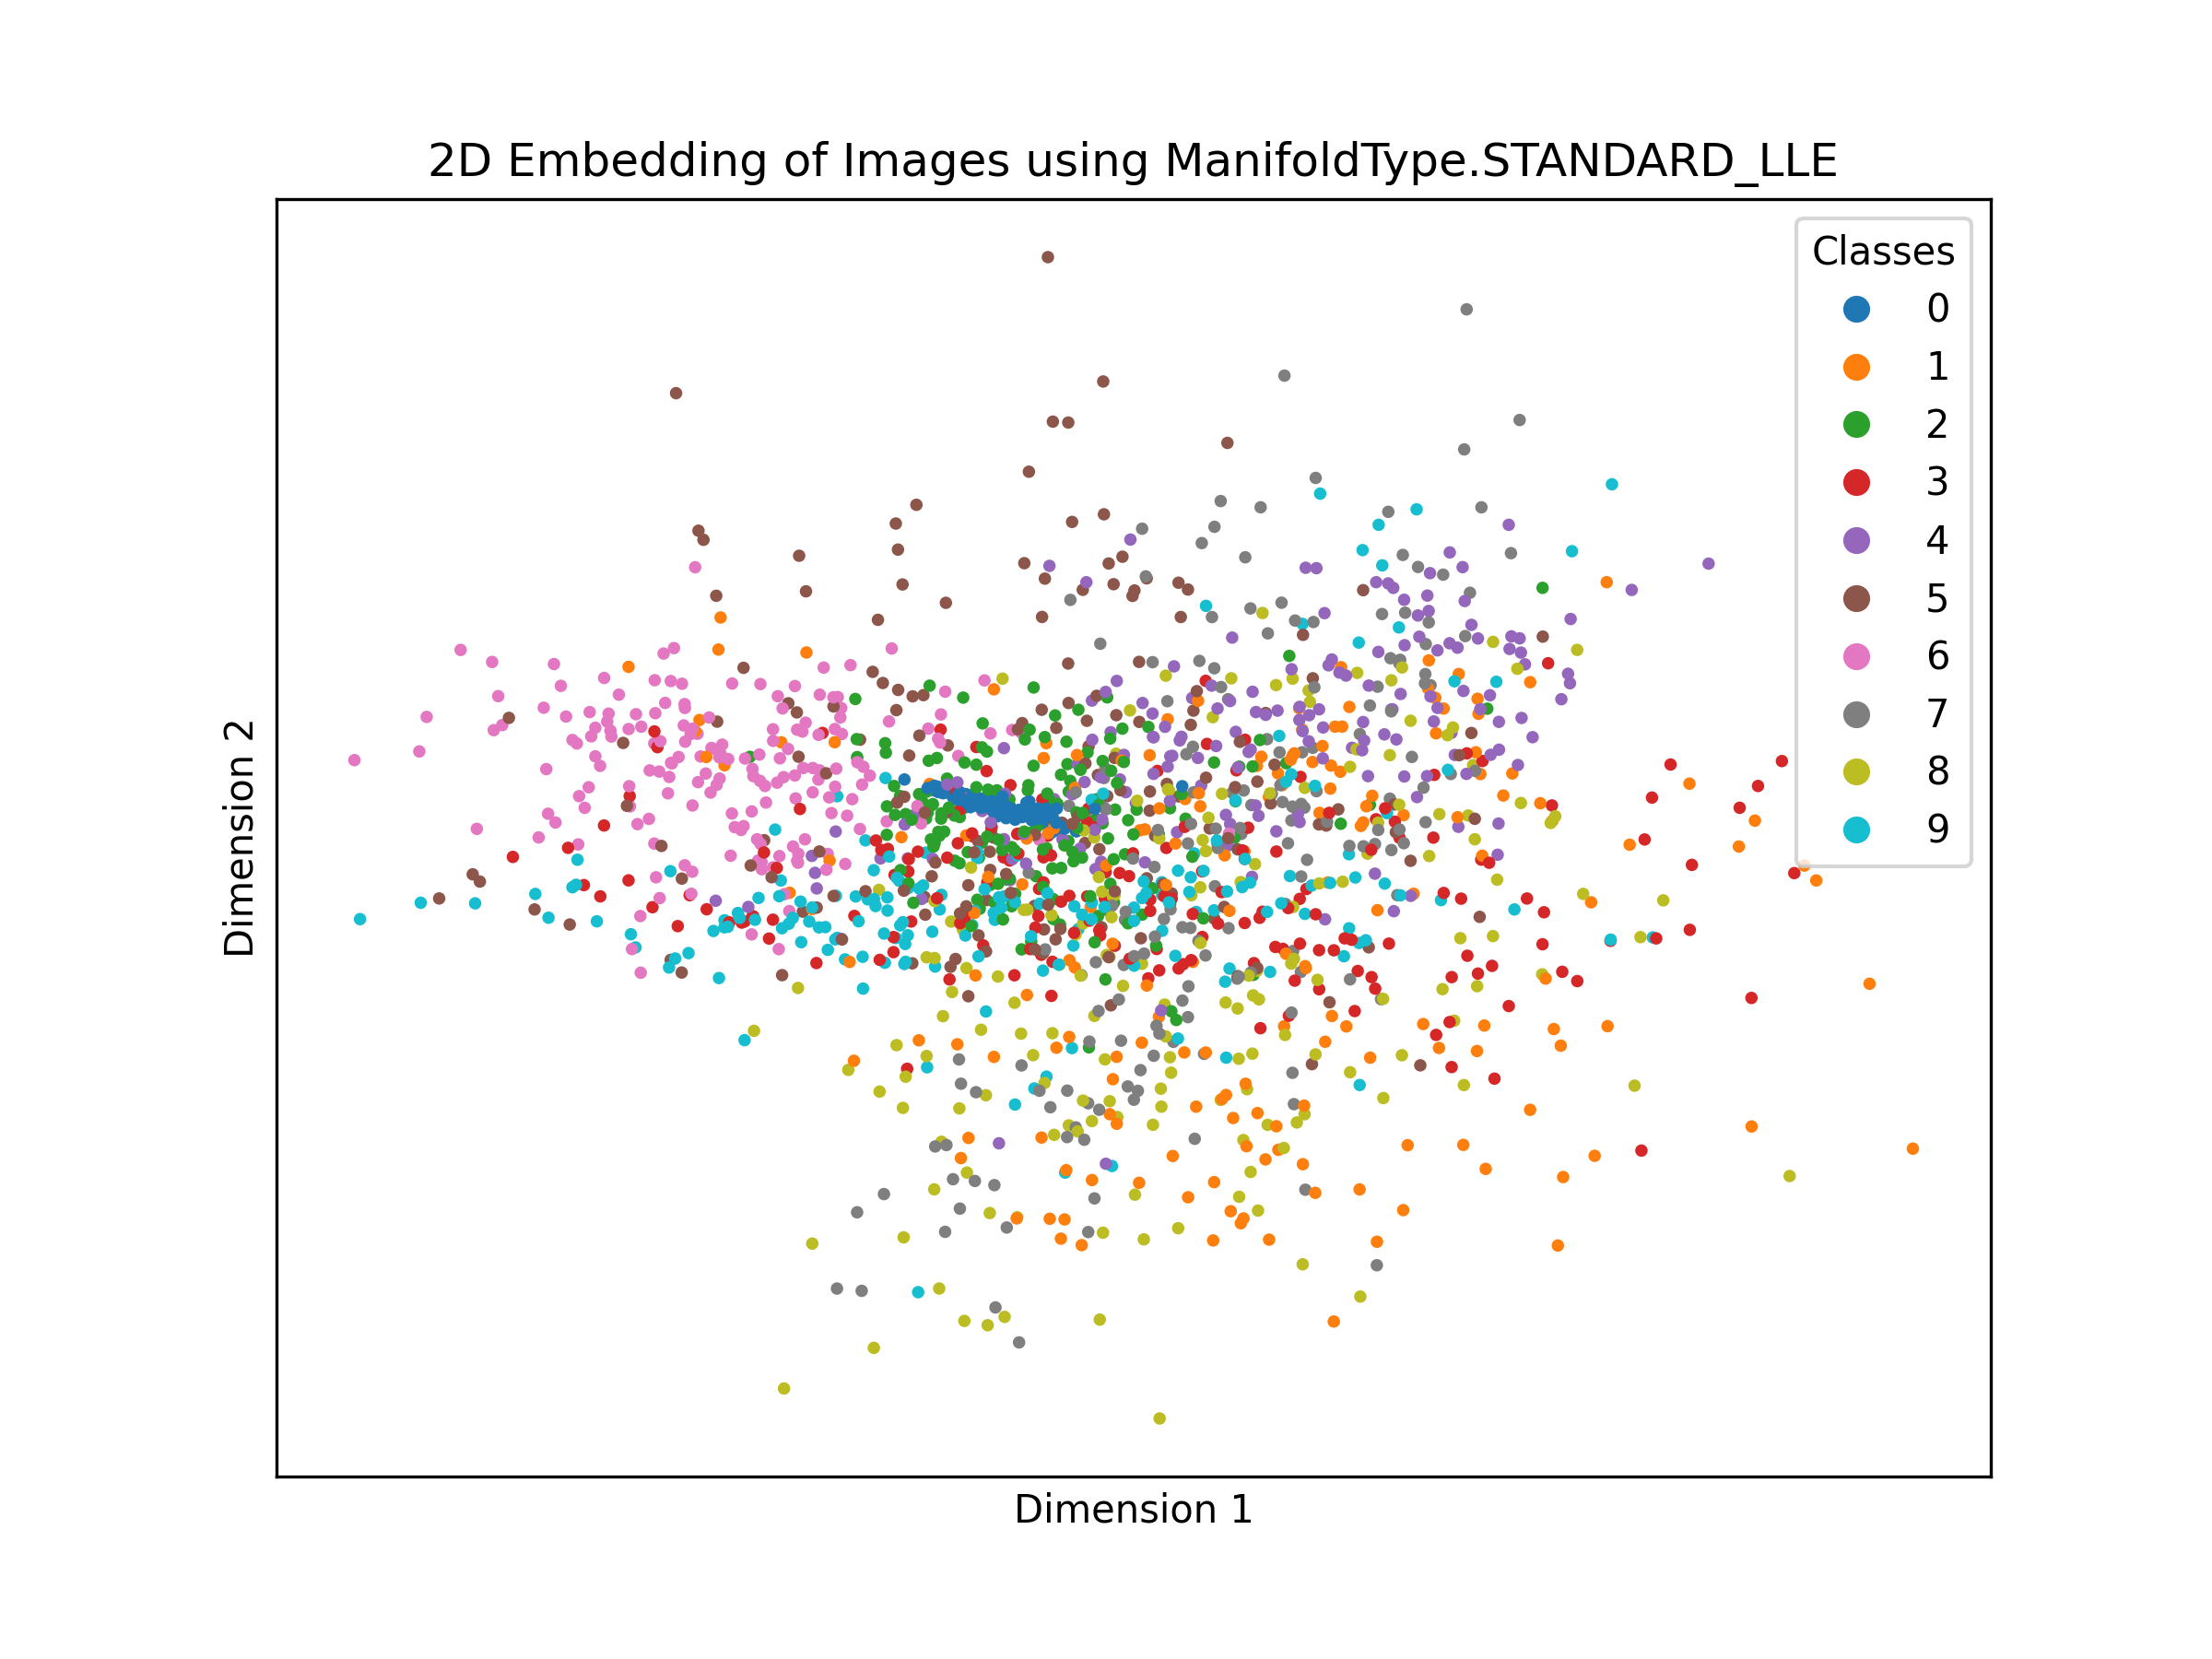 2D Embedding of Images using ManifoldType.STANDARD_LLE
Classes
0
1
2
3
4
5
6
7
8
9
Dimension 2
Dimension 1